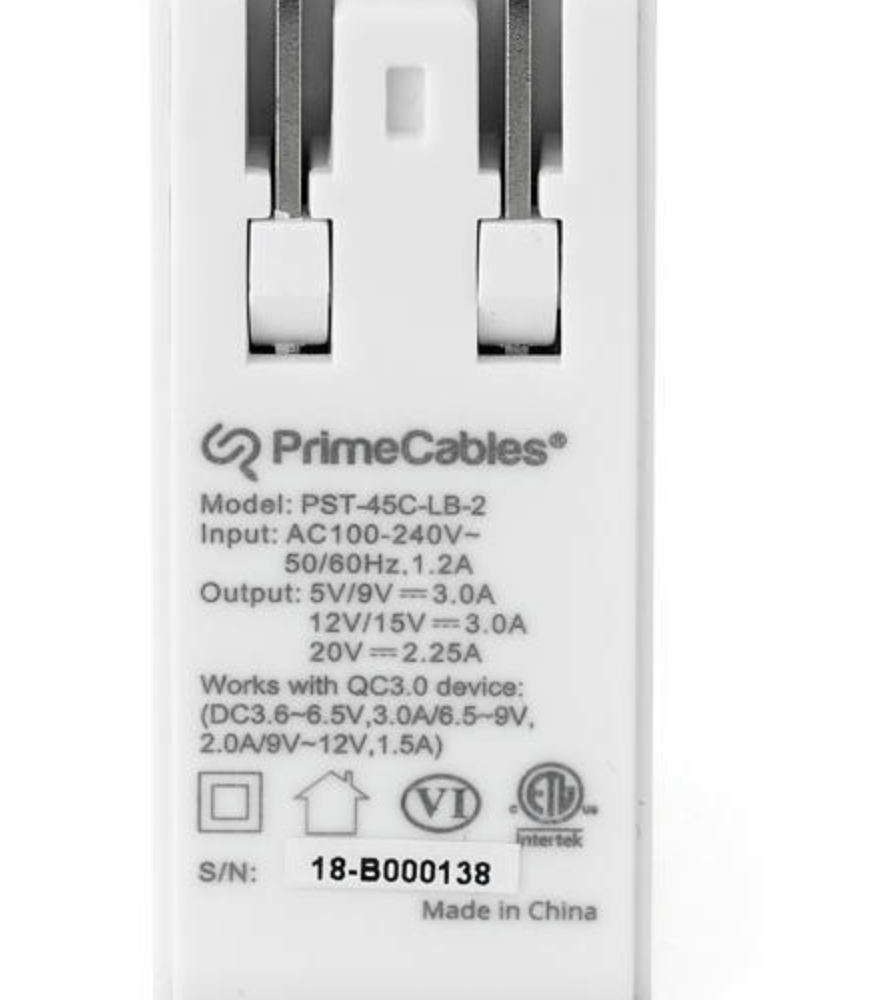 PrimeCables®
Model: PST-45C-LB-2
Input: AC100-240V~
50/60Hz,1.2A
Output: 5V/9V⎓3.0A
12V/15V⎓3.0A
20V⎓2.25A
Works with QC3.0 device:
(DC3.6~6.5V,3.0A/6.5~9V,
2.0A/9V~12V,1.5A)
VI
c ETL us
Intertek
S/N: 18-B000138
Made in China